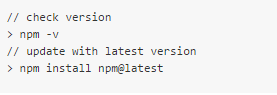 // check version
> npm -v
// update with latest version
> npm install npm@latest